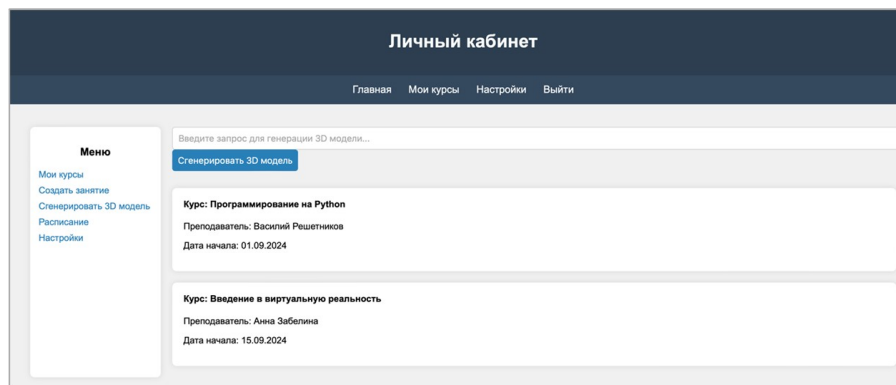 Личный кабинет
Главная Мои курсы Настройки Выйти
Меню
Мои курсы
Создать занятие
Сгенерировать 3D модель
Расписание
Настройки
Введите запрос для генерации 3D модели...
Сгенерировать 3D модель
Курс: Программирование на Python
Преподаватель: Василий Решетников
Дата начала: 01.09.2024
Курс: Введение в виртуальную реальность
Преподаватель: Анна Забелина
Дата начала: 15.09.2024